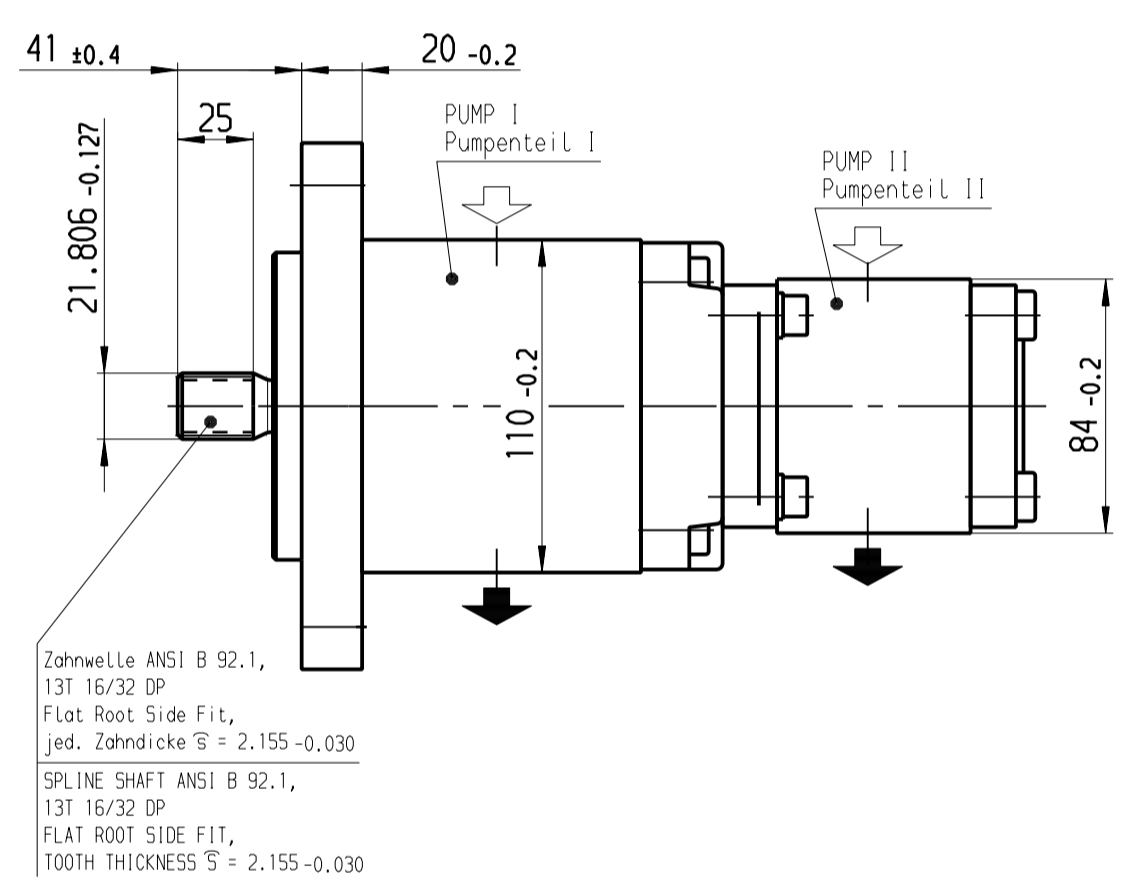 41 ±0.4
20 -0.2
25
21.806 -0.127
PUMP I
Pumpenteil I
PUMP II
Pumpenteil II
110 -0.2
84 -0.2
Zahnwelle ANSI B 92.1,
13T 16/32 DP
Flat Root Side Fit,
jed. Zahndicke s͡ = 2.155 -0.030
SPLINE SHAFT ANSI B 92.1,
13T 16/32 DP
FLAT ROOT SIDE FIT,
TOOTH THICKNESS s͡ = 2.155 -0.030